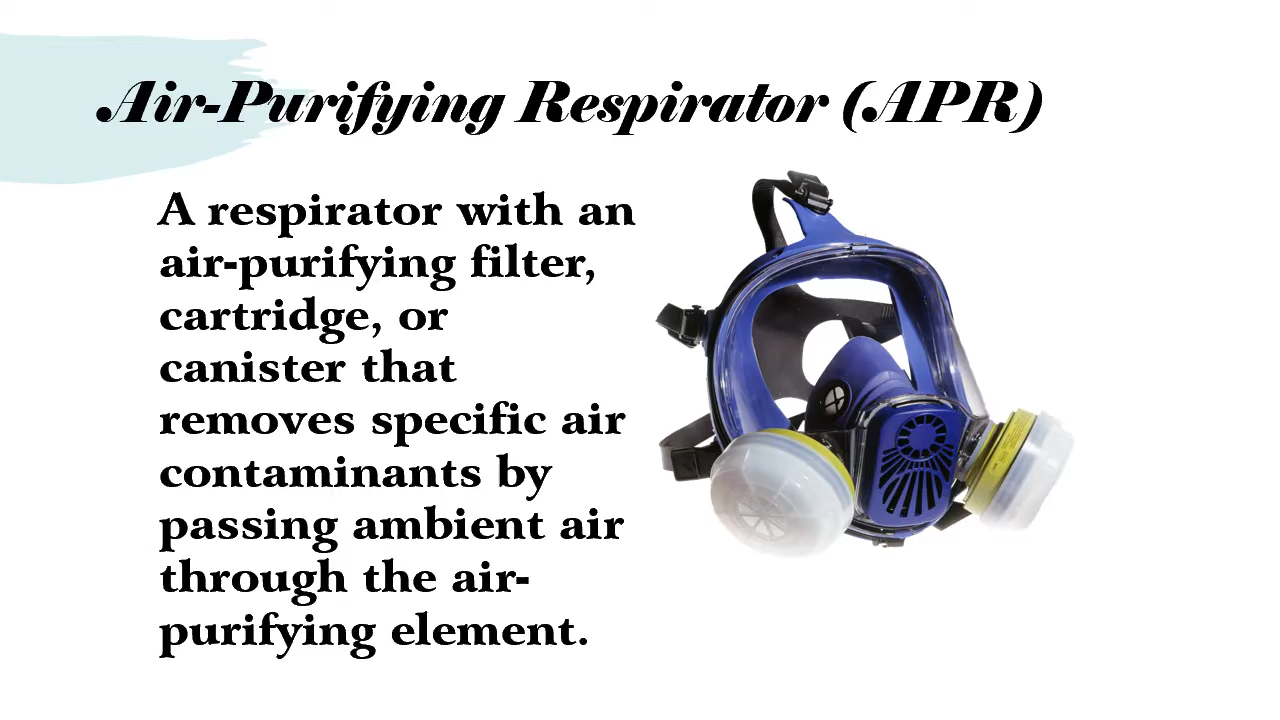 Air-Purifying Respirator (APR)
A respirator with an
air-purifying filter,
cartridge, or
canister that
removes specific air
contaminants by
passing ambient air
through the air-
purifying element.